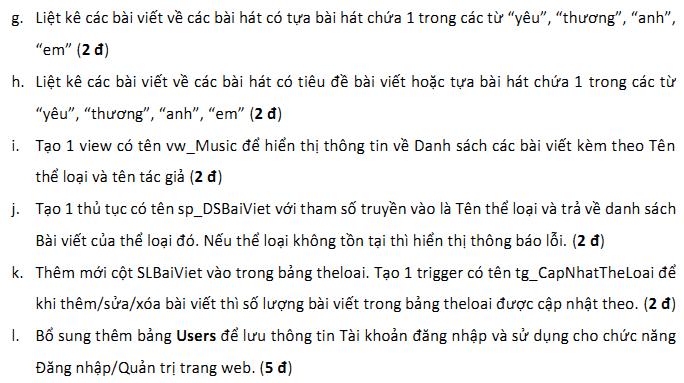 g. Liệt kê các bài viết về các bài hát có tựa bài hát chứa 1 trong các từ “yêu”, “thương”, “anh”,
“em” (2 đ)
h. Liệt kê các bài viết về các bài hát có tiêu đề bài viết hoặc tựa bài hát chứa 1 trong các từ
“yêu”, “thương”, “anh”, “em” (2 đ)
i. Tạo 1 view có tên vw_Music để hiển thị thông tin về Danh sách các bài viết kèm theo Tên
thể loại và tên tác giả (2 đ)
j. Tạo 1 thủ tục có tên sp_DSBaiViet với tham số truyền vào là Tên thể loại và trả về danh sách
Bài viết của thể loại đó. Nếu thể loại không tồn tại thì hiển thị thông báo lỗi. (2 đ)
k. Thêm mới cột SLBaiViet vào trong bảng theloai. Tạo 1 trigger có tên tg_CapNhatTheLoai để
khi thêm/sửa/xóa bài viết thì số lượng bài viết trong bảng theloai được cập nhật theo. (2 đ)
l. Bổ sung thêm bảng Users để lưu thông tin Tài khoản đăng nhập và sử dụng cho chức năng
Đăng nhập/Quản trị trang web. (5 đ)